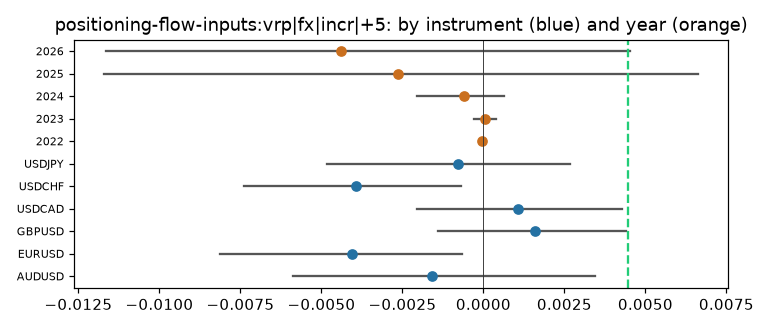 positioning-flow-inputs:vrp|fx|incr|+5: by instrument (blue) and year (orange)
2026
2025
2024
2023
2022
USDJPY
USDCHF
USDCAD
GBPUSD
EURUSD
AUDUSD
−0.0125 −0.0100 −0.0075 −0.0050 −0.0025 0.0000 0.0025 0.0050 0.0075